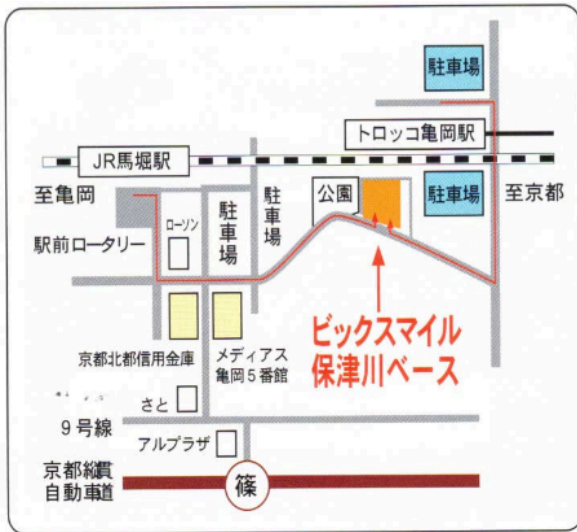 駐車場
トロッコ亀岡駅
JR馬堀駅
至亀岡
公園
駐車場
至京都
駐車場
駐車場
ローソン
駅前ロータリー
ビックスマイル
保津川ベース
京都北都信用金庫
メディアス
亀岡5番館
さと
9号線
アルプラザ
京都縦貫
自動車道
篠